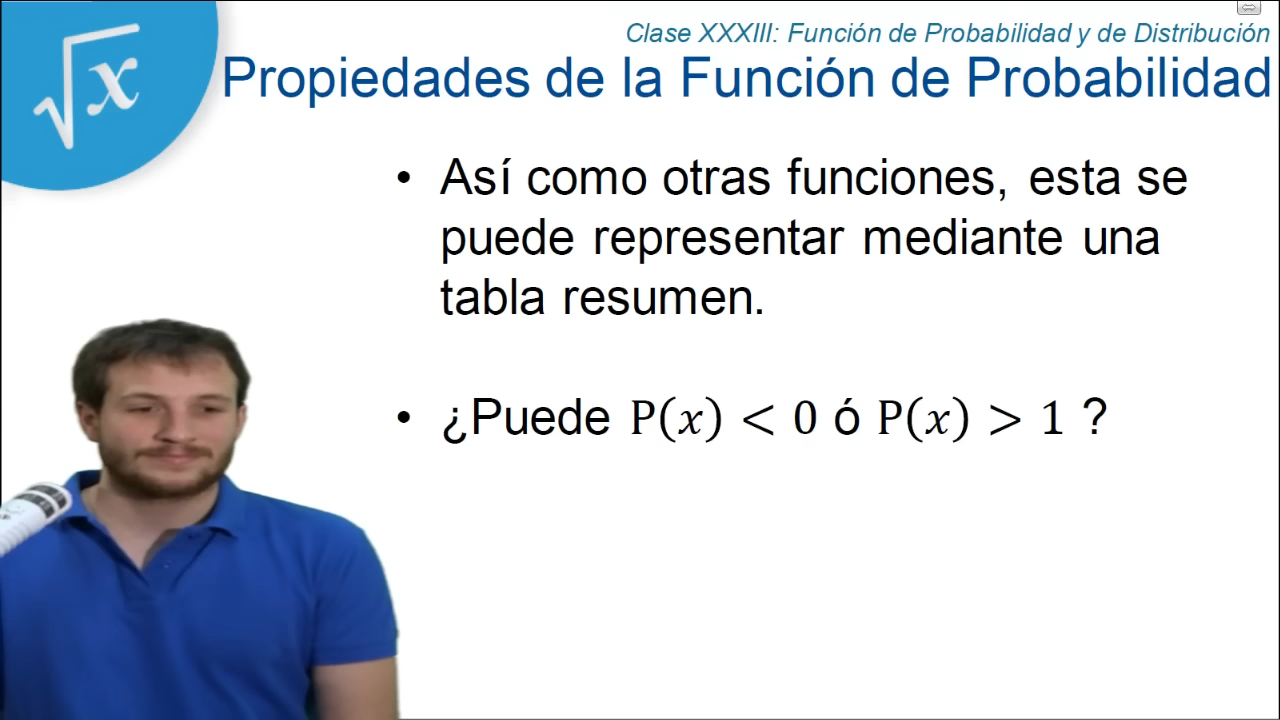 Clase XXXIII: Función de Probabilidad y de Distribución
√x
Propiedades de la Función de Probabilidad
• Así como otras funciones, esta se
puede representar mediante una
tabla resumen.
• ¿Puede P(x) < 0 ó P(x) > 1 ?